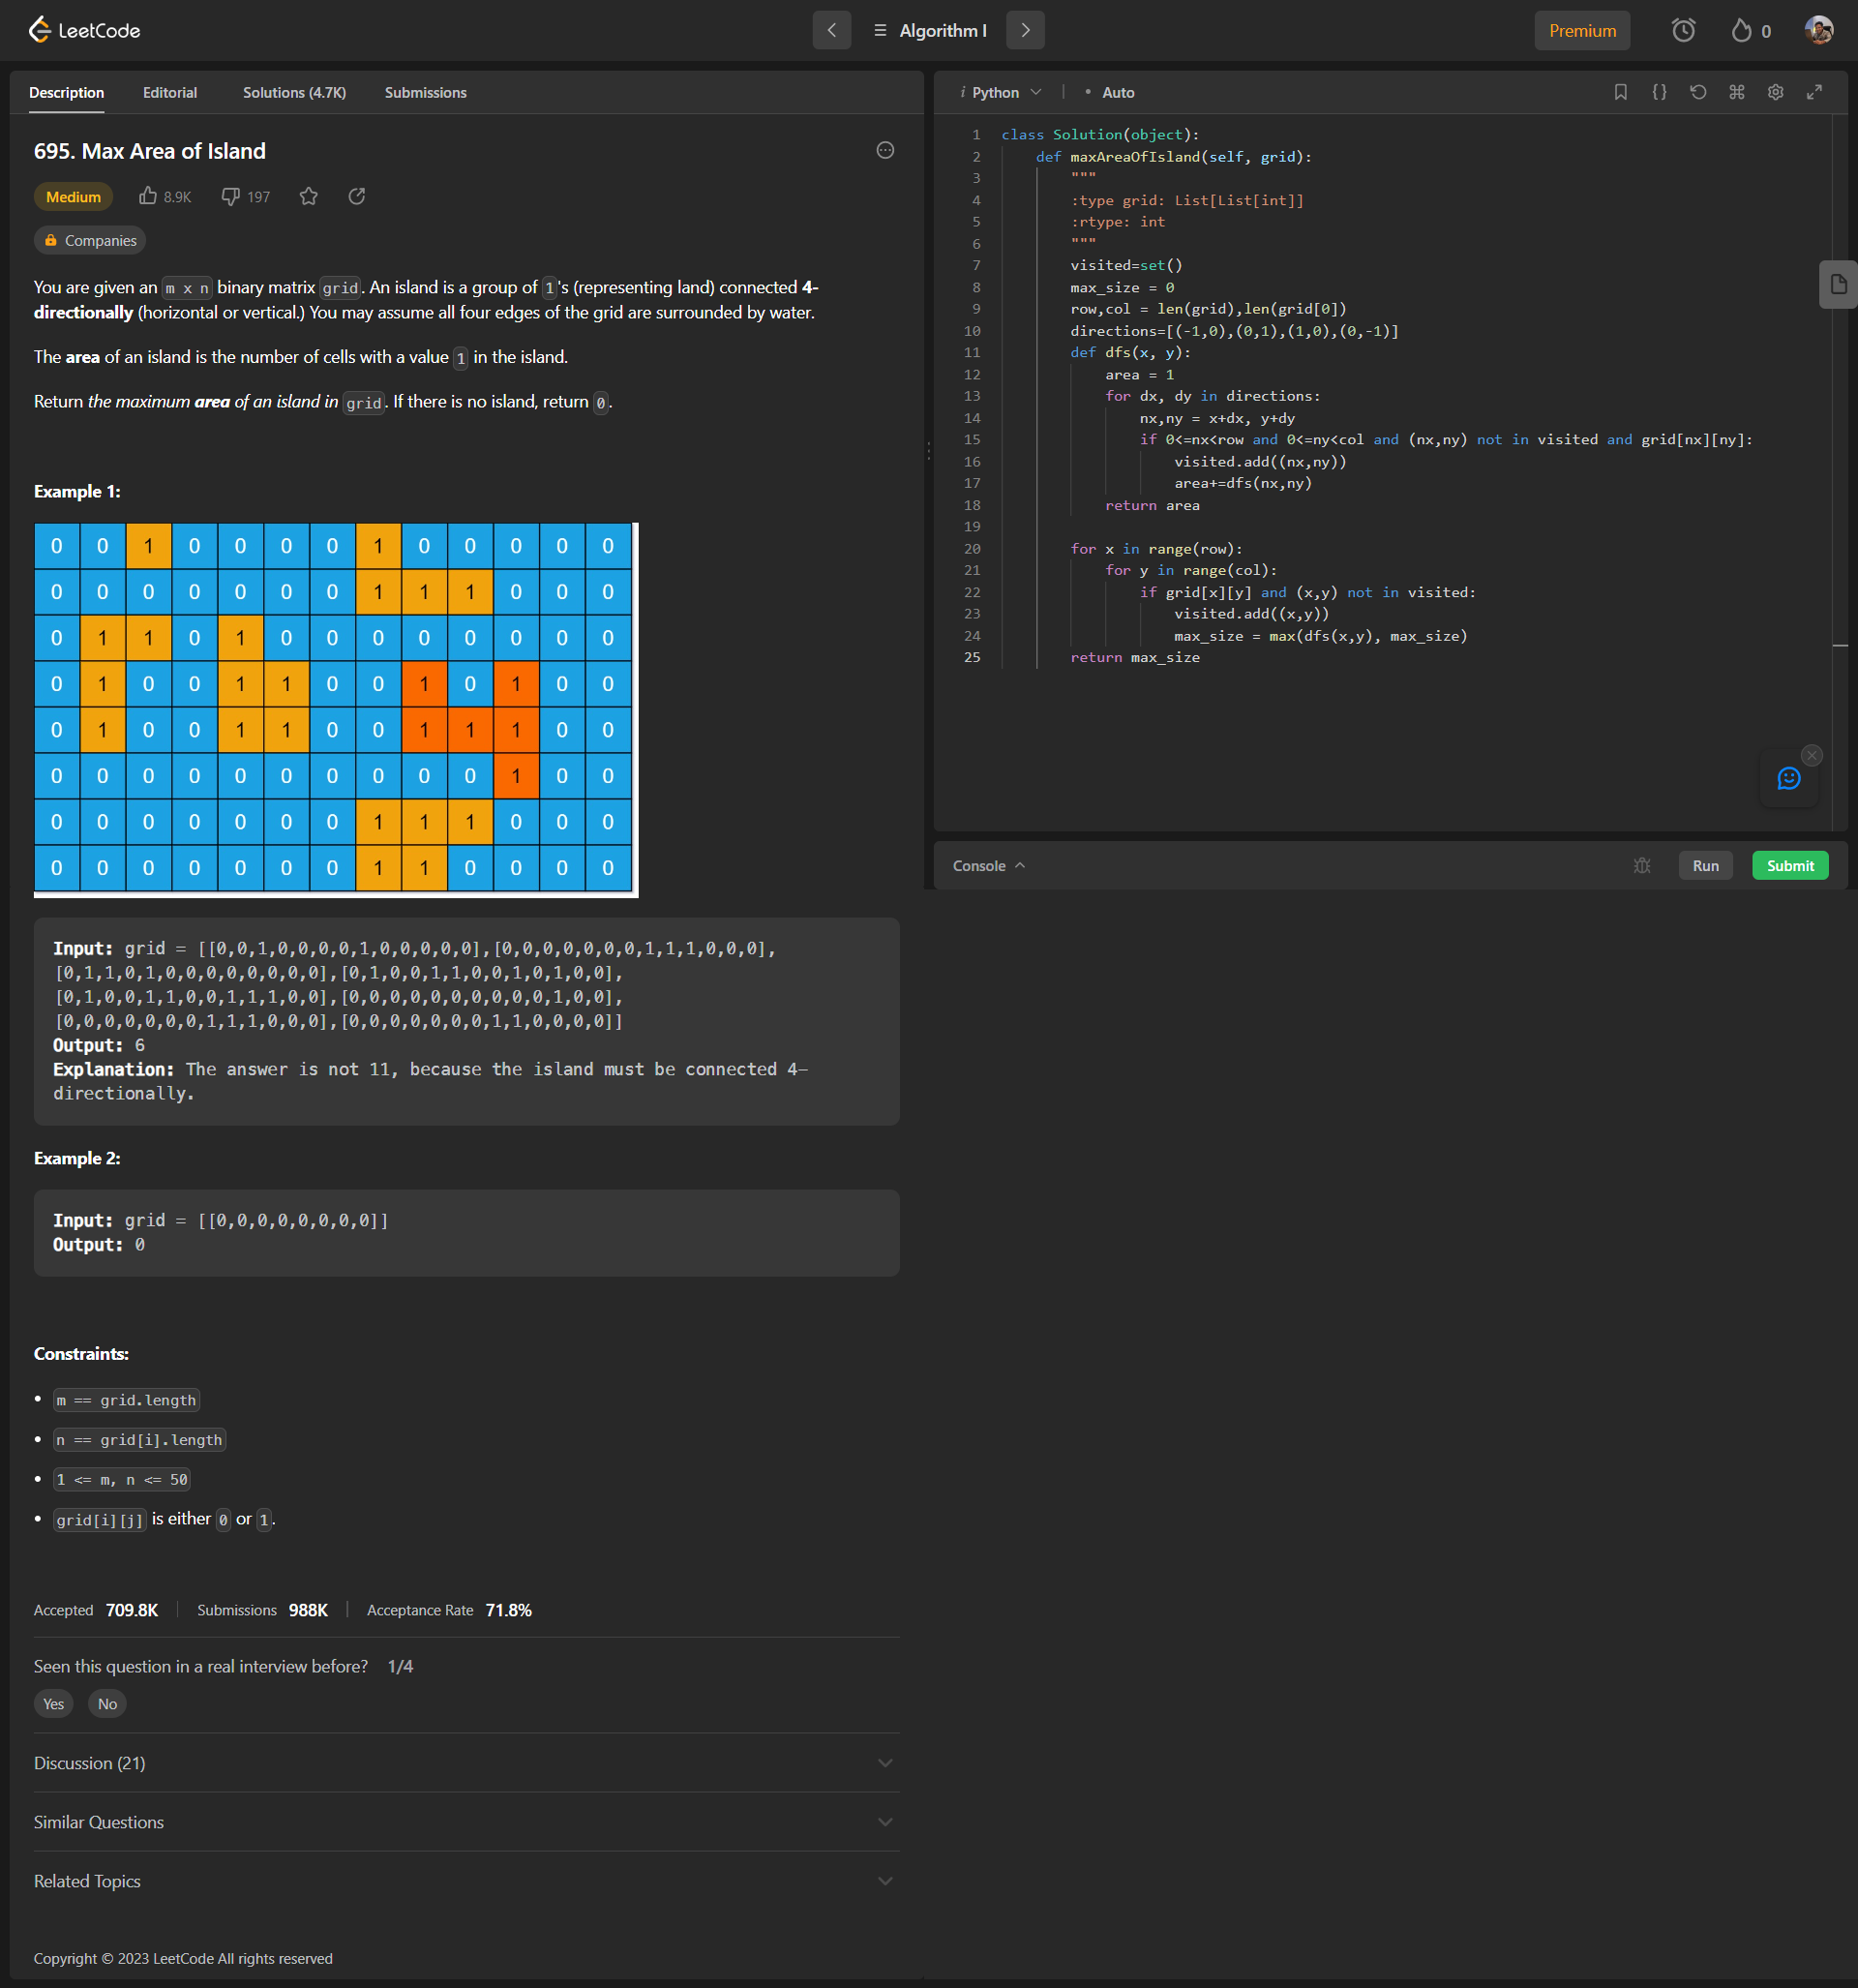 LeetCode
Algorithm I
Premium
0
Description Editorial Solutions (4.7K) Submissions
695. Max Area of Island
Medium 8.9K 197
Companies
You are given an m x n binary matrix grid. An island is a group of 1's (representing land) connected 4-
directionally (horizontal or vertical.) You may assume all four edges of the grid are surrounded by water.
The area of an island is the number of cells with a value 1 in the island.
Return the maximum area of an island in grid. If there is no island, return 0.
Example 1:
0 0 1 0 0 0 0 1 0 0 0 0 0
0 0 0 0 0 0 0 1 1 1 0 0 0
0 1 1 0 1 0 0 0 0 0 0 0 0
0 1 0 0 1 1 0 0 1 0 1 0 0
0 1 0 0 1 1 0 0 1 1 1 0 0
0 0 0 0 0 0 0 0 0 0 1 0 0
0 0 0 0 0 0 0 1 1 1 0 0 0
0 0 0 0 0 0 0 1 1 0 0 0 0
Input: grid = [[0,0,1,0,0,0,0,1,0,0,0,0,0],[0,0,0,0,0,0,0,1,1,1,0,0,0],
[0,1,1,0,1,0,0,0,0,0,0,0,0],[0,1,0,0,1,1,0,0,1,0,1,0,0],
[0,1,0,0,1,1,0,0,1,1,1,0,0],[0,0,0,0,0,0,0,0,0,0,1,0,0],
[0,0,0,0,0,0,0,1,1,1,0,0,0],[0,0,0,0,0,0,0,1,1,0,0,0,0]]
Output: 6
Explanation: The answer is not 11, because the island must be connected 4-
directionally.
Example 2:
Input: grid = [[0,0,0,0,0,0,0,0]]
Output: 0
Constraints:
• m == grid.length
• n == grid[i].length
• 1 <= m, n <= 50
• grid[i][j] is either 0 or 1.
Accepted 709.8K Submissions 988K Acceptance Rate 71.8%
Seen this question in a real interview before? 1/4
Yes No
Discussion (21)
Similar Questions
Related Topics
Copyright © 2023 LeetCode All rights reserved
i Python • Auto
1 class Solution(object):
2     def maxAreaOfIsland(self, grid):
3         """
4         :type grid: List[List[int]]
5         :rtype: int
6         """
7         visited=set()
8         max_size = 0
9         row,col = len(grid),len(grid[0])
10         directions=[(-1,0),(0,1),(1,0),(0,-1)]
11         def dfs(x, y):
12             area = 1
13             for dx, dy in directions:
14                 nx,ny = x+dx, y+dy
15                 if 0<=nx<row and 0<=ny<col and (nx,ny) not in visited and grid[nx][ny]:
16                     visited.add((nx,ny))
17                     area+=dfs(nx,ny)
18             return area
19
20         for x in range(row):
21             for y in range(col):
22                 if grid[x][y] and (x,y) not in visited:
23                     visited.add((x,y))
24                     max_size = max(dfs(x,y), max_size)
25         return max_size
Console Run Submit